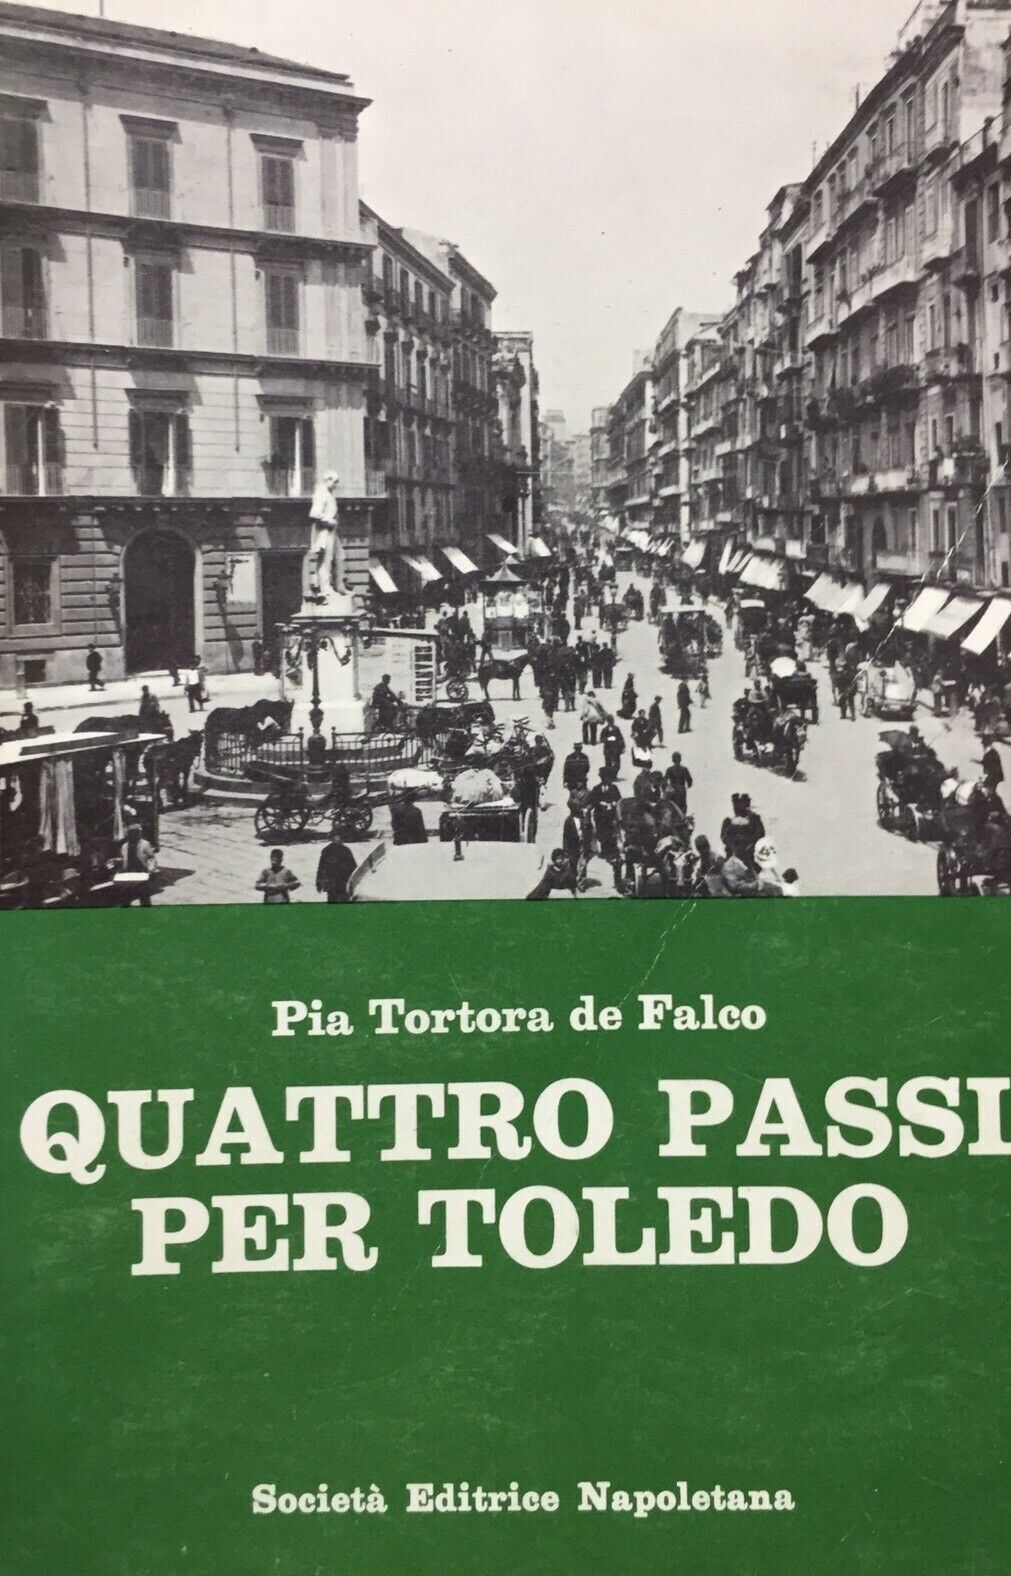 Pia Tortora de Falco
QUATTRO PASSI
PER TOLEDO
Società Editrice Napoletana